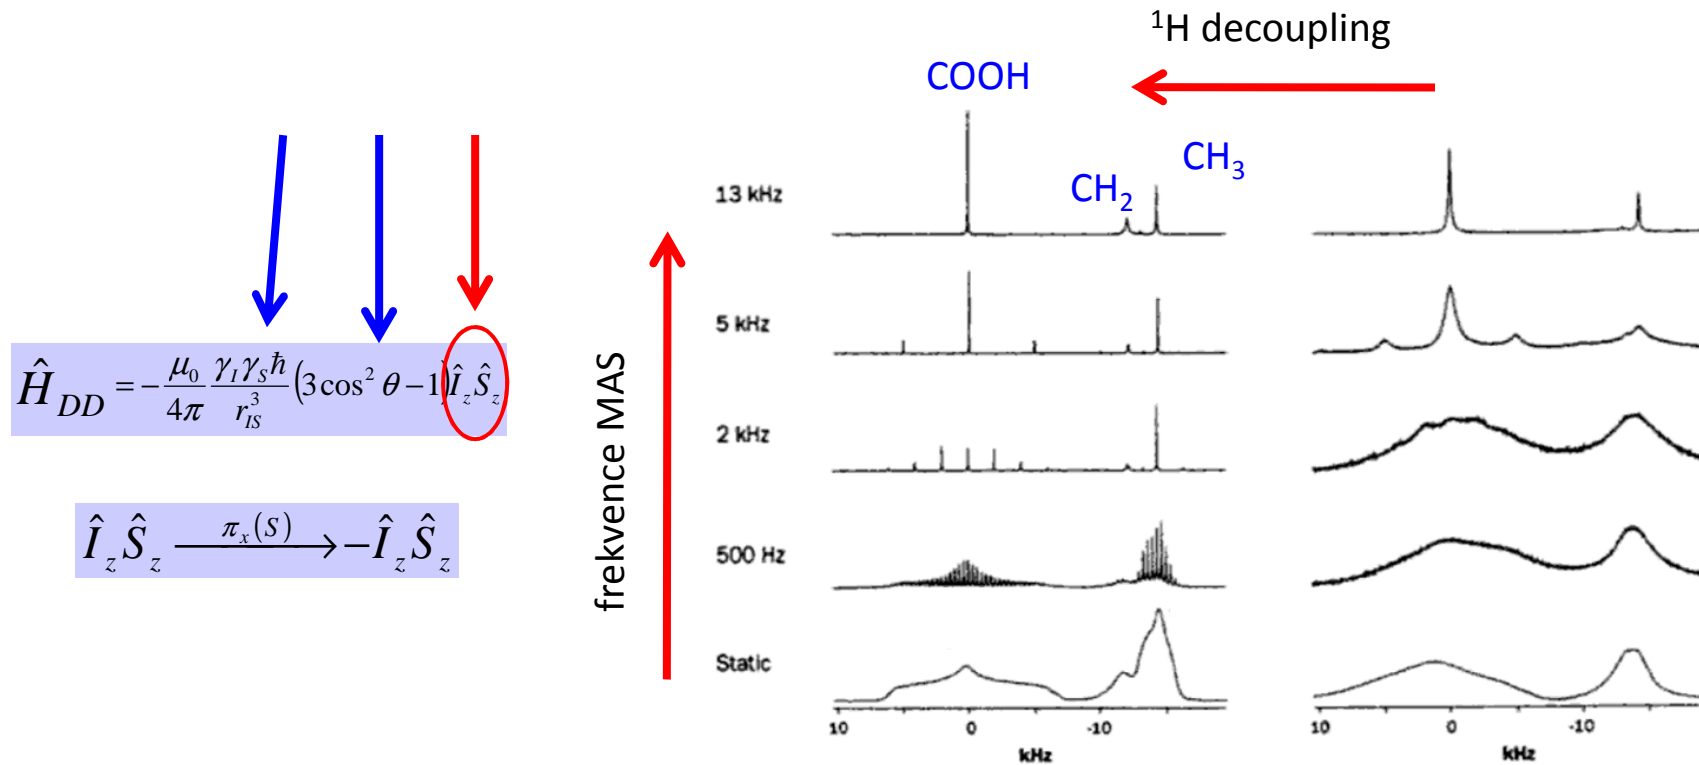 ¹H decoupling
COOH
CH₃
CH₂
13 kHz
5 kHz
2 kHz
500 Hz
Static
frekvence MAS
Ĥ_DD = −μ₀/4π γ_Iγ_Sħ/r³_IS (3cos² θ −1)Î_zŜ_z
Î_zŜ_z π_x(S)⟶ −Î_zŜ_z
10 0 -10
kHz
10 0 -10
kHz